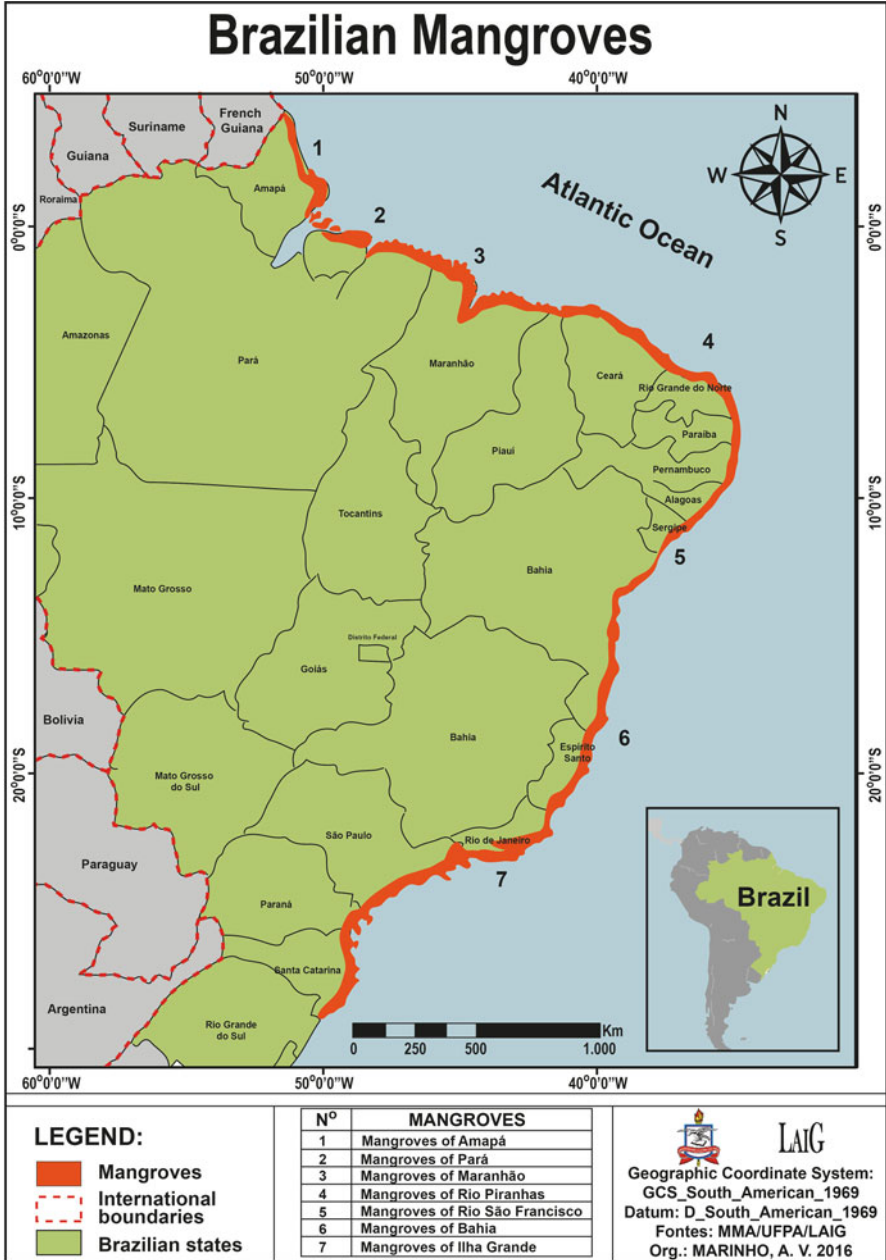 Brazilian Mangroves
60°0'0"W 50°0'0"W 40°0'0"W
French
Guiana
Suriname
Guiana
Roraima
Amapá
1
2
3
4
5
6
7
N
W E
S
Atlantic Ocean
0°0'0"S 0°0'0"S
10°0'0"S 10°0'0"S
20°0'0"S 20°0'0"S
Amazonas
Pará
Maranhão
Ceará
Rio Grande do Norte
Paraíba
Piauí
Pernambuco
Alagoas
Sergipe
Tocantins
Bahia
Mato Grosso
Distrito Federal
Goiás
Bolivia
Bahia
Espírito
Santo
Mato Grosso
do Sul
São Paulo
Rio de Janeiro
Paraguay
Paraná
Santa Catarina
Argentina
Rio Grande
do Sul
Brazil
Km
0 250 500 1.000
60°0'0"W 50°0'0"W 40°0'0"W
LEGEND:
Mangroves
International
boundaries
Brazilian states
Nº MANGROVES
1 Mangroves of Amapá
2 Mangroves of Pará
3 Mangroves of Maranhão
4 Mangroves of Rio Piranhas
5 Mangroves of Rio São Francisco
6 Mangroves of Bahia
7 Mangroves of Ilha Grande
LAIG
Geographic Coordinate System:
GCS_South_American_1969
Datum: D_South_American_1969
Fontes: MMA/UFPA/LAIG
Org.: MARINHO, A. V. 2016